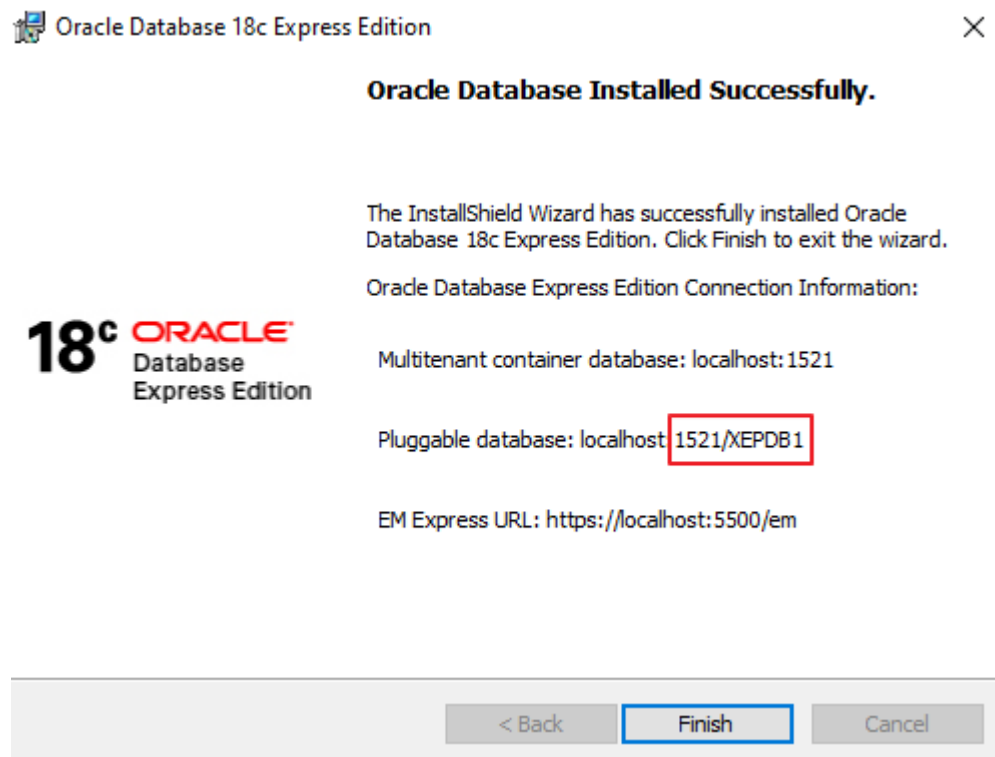 Oracle Database 18c Express Edition
Oracle Database Installed Successfully.
The InstallShield Wizard has successfully installed Oracle
Database 18c Express Edition. Click Finish to exit the wizard.
Oracle Database Express Edition Connection Information:
18c ORACLE
Database
Express Edition
Multitenant container database: localhost:1521
Pluggable database: localhost:1521/XEPDB1
EM Express URL: https://localhost:5500/em
< Back
Finish
Cancel